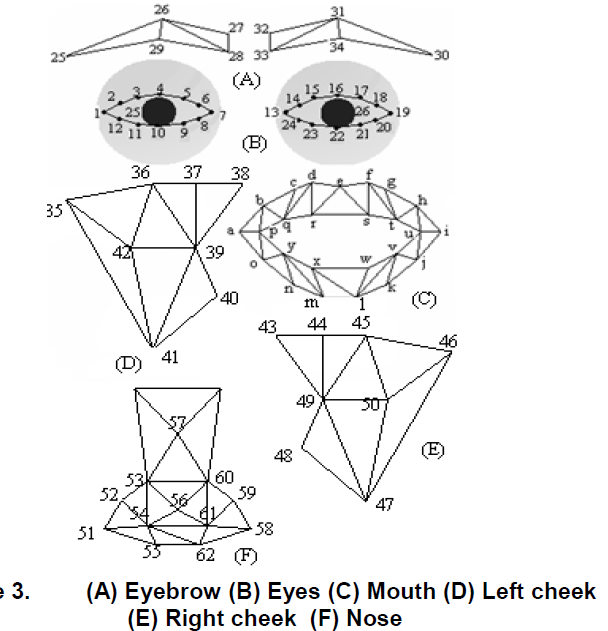 26 31
27 32
25 29 28 33 34 30
(A)
1 2 3 4 5 6 7 25 12 11 10 9 8
13 14 15 16 17 18 19 26 24 23 22 21 20
(B)
36 37 38
35
42 39
40
41
(D)
a b c d e f g h i
p q r s t u
o y x w v j
n m l k
(C)
43 44 45 46
49 50
48
47
(E)
57
53 60
52 56 59
54 61
51 58
55 62
(F)
e 3. (A) Eyebrow (B) Eyes (C) Mouth (D) Left cheek
(E) Right cheek (F) Nose